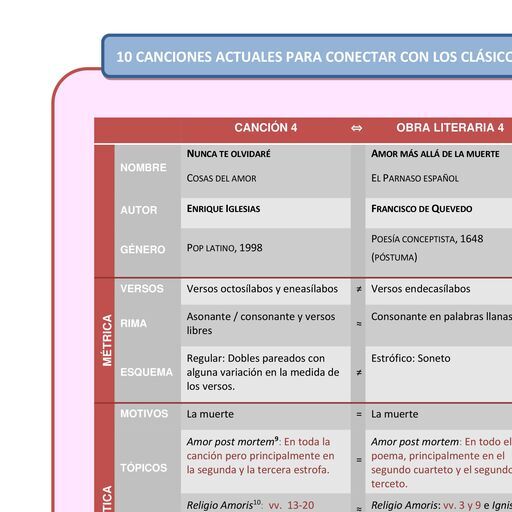 10 CANCIONES ACTUALES PARA CONECTAR CON LOS CLÁSICO
CANCIÓN 4 ⇔ OBRA LITERARIA 4
NOMBRE
NUNCA TE OLVIDARÉ
COSAS DEL AMOR
AMOR MÁS ALLÁ DE LA MUERTE
EL PARNASO ESPAÑOL
AUTOR
ENRIQUE IGLESIAS
FRANCISCO DE QUEVEDO
GÉNERO
POP LATINO, 1998
POESÍA CONCEPTISTA, 1648
(PÓSTUMA)
MÉTRICA
VERSOS
Versos octosílabos y eneasílabos
≠
Versos endecasílabos
RIMA
Asonante / consonante y versos
libres
≈
Consonante en palabras llanas
ESQUEMA
Regular: Dobles pareados con
alguna variación en la medida de
los versos.
≠
Estrófico: Soneto
TICA
MOTIVOS
La muerte
=
La muerte
TÓPICOS
Amor post mortem⁹: En toda la
canción pero principalmente en
la segunda y la tercera estrofa.
=
Amor post mortem: En todo el
poema, principalmente en el
segundo cuarteto y el segundo
terceto.
Religio Amoris¹⁰: vv. 13-20
≈
Religio Amoris: vv. 3 y 9 e Ignis